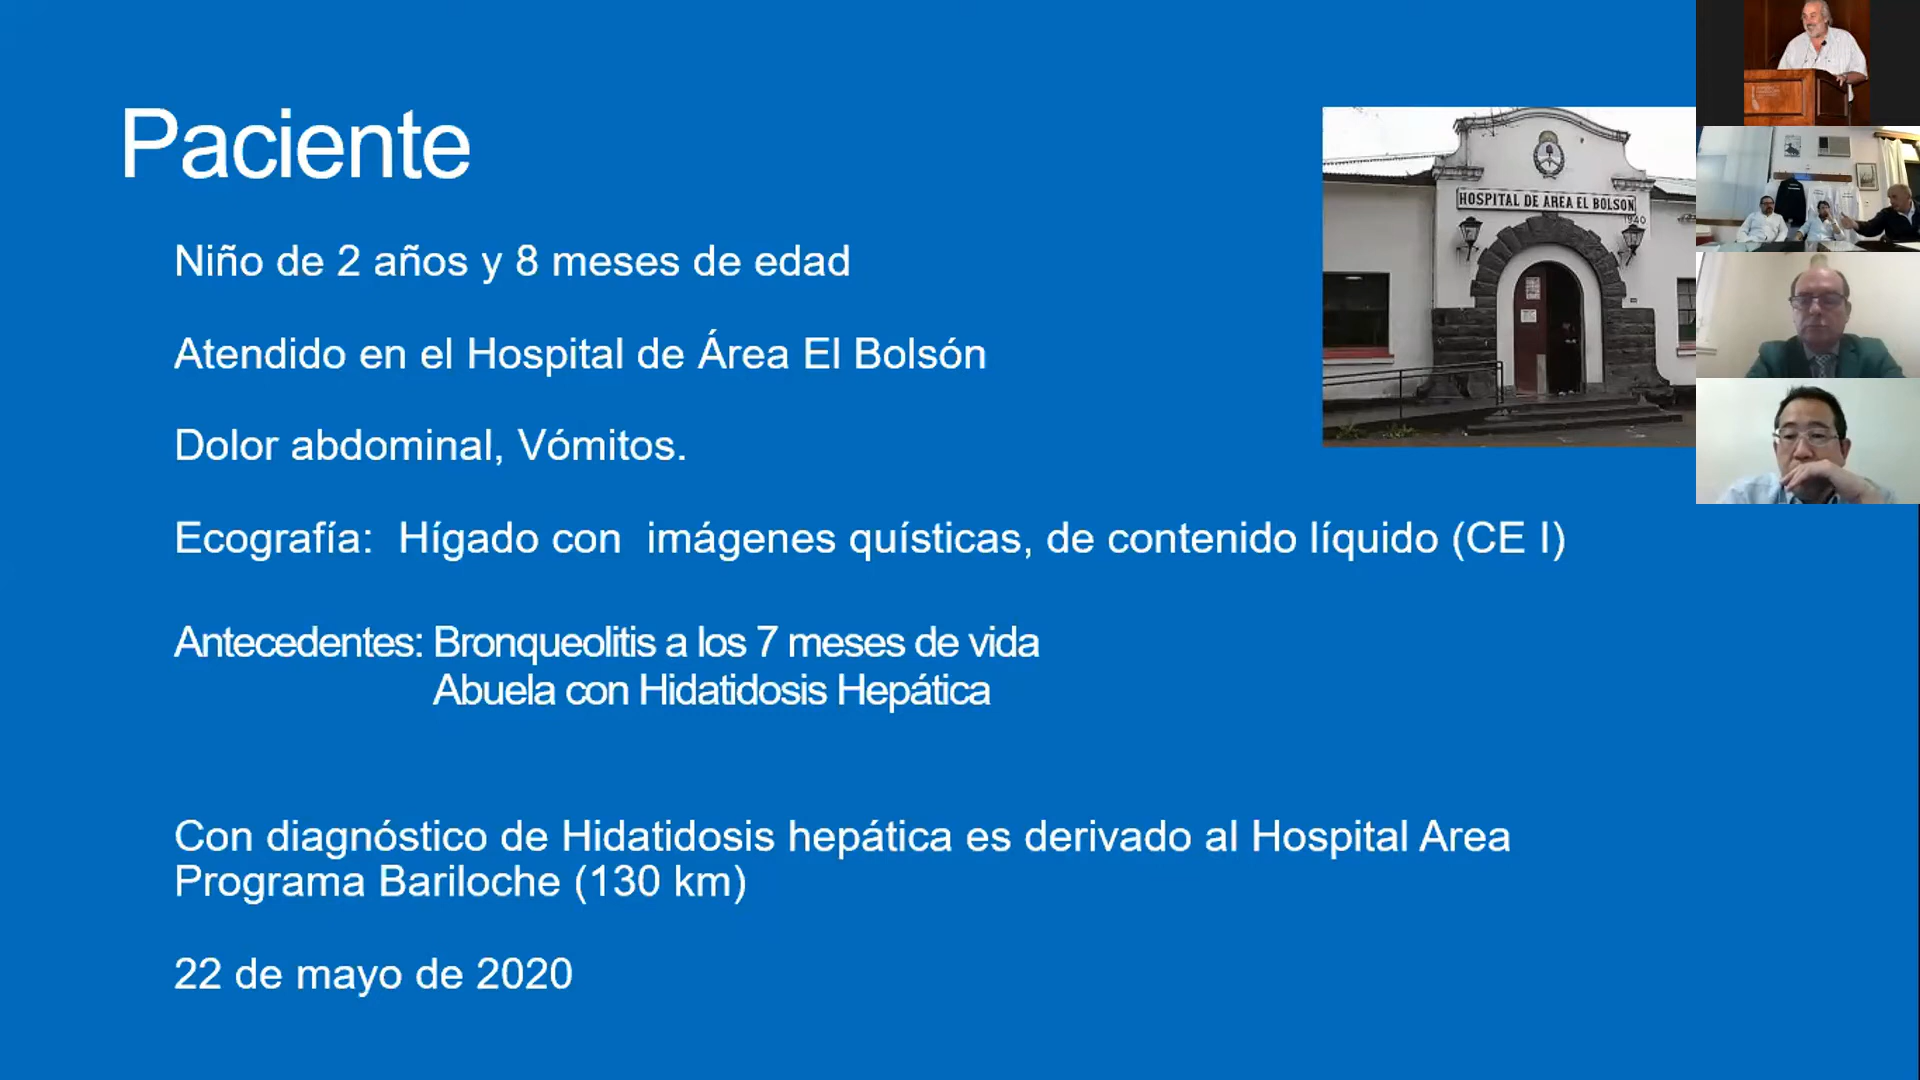 Paciente
Niño de 2 años y 8 meses de edad
Atendido en el Hospital de Área El Bolsón
Dolor abdominal, Vómitos.
Ecografía: Hígado con imágenes quísticas, de contenido líquido (CE I)
Antecedentes: Bronqueolitis a los 7 meses de vida
Abuela con Hidatidosis Hepática
Con diagnóstico de Hidatidosis hepática es derivado al Hospital Area
Programa Bariloche (130 km)
22 de mayo de 2020
HOSPITAL DE AREA EL BOLSON
1940